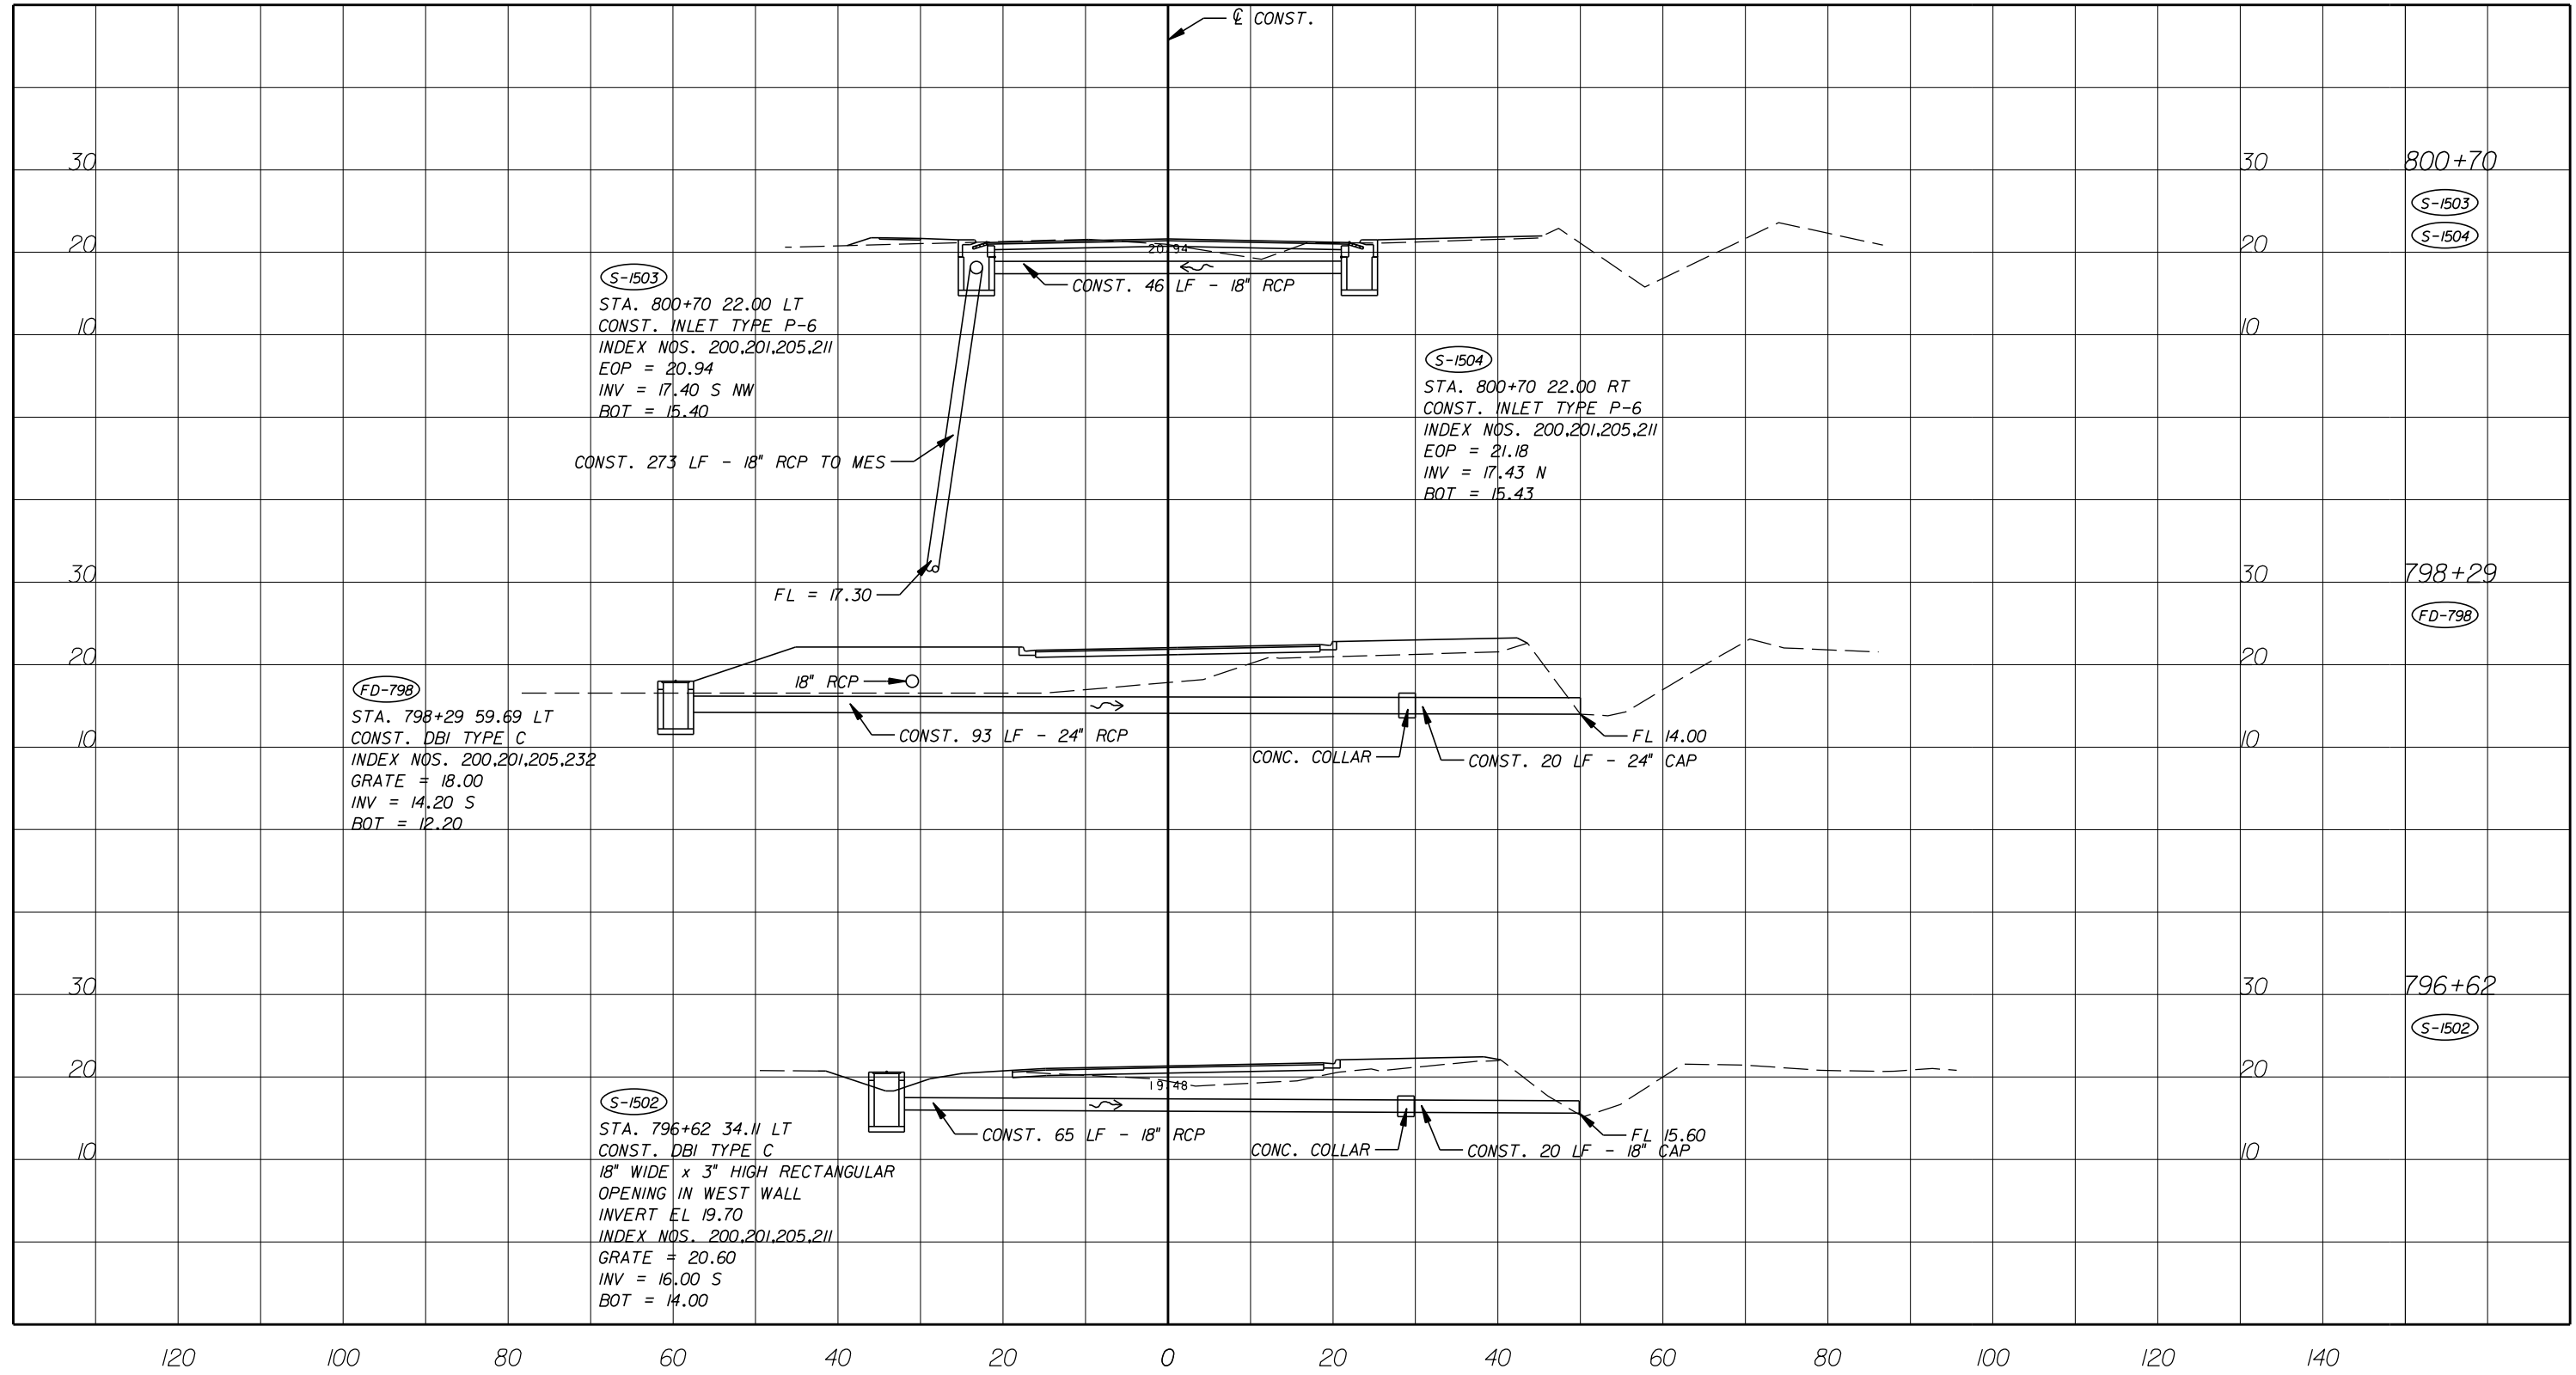 ℄ CONST.
30
30
800+70
S-1503
S-1504
20
20
20.94
S-1503
STA. 800+70 22.00 LT
CONST. INLET TYPE P-6
INDEX NOS. 200,201,205,211
EOP = 20.94
INV = 17.40 S NW
BOT = 15.40
CONST. 46 LF - 18" RCP
10
10
S-1504
STA. 800+70 22.00 RT
CONST. INLET TYPE P-6
INDEX NOS. 200,201,205,211
EOP = 21.18
INV = 17.43 N
BOT = 15.43
CONST. 273 LF - 18" RCP TO MES
FL = 17.30
30
30
798+29
FD-798
20
20
18" RCP
FD-798
STA. 798+29 59.69 LT
CONST. DBI TYPE C
INDEX NOS. 200,201,205,232
GRATE = 18.00
INV = 14.20 S
BOT = 12.20
CONST. 93 LF - 24" RCP
CONC. COLLAR
CONST. 20 LF - 24" CAP
FL 14.00
10
10
30
30
796+62
S-1502
20
20
19.48
S-1502
STA. 796+62 34.11 LT
CONST. DBI TYPE C
18" WIDE x 3" HIGH RECTANGULAR
OPENING IN WEST WALL
INVERT EL 19.70
INDEX NOS. 200,201,205,211
GRATE = 20.60
INV = 16.00 S
BOT = 14.00
CONST. 65 LF - 18" RCP
CONC. COLLAR
CONST. 20 LF - 18" CAP
FL 15.60
10
10
120 100 80 60 40 20 0 20 40 60 80 100 120 140